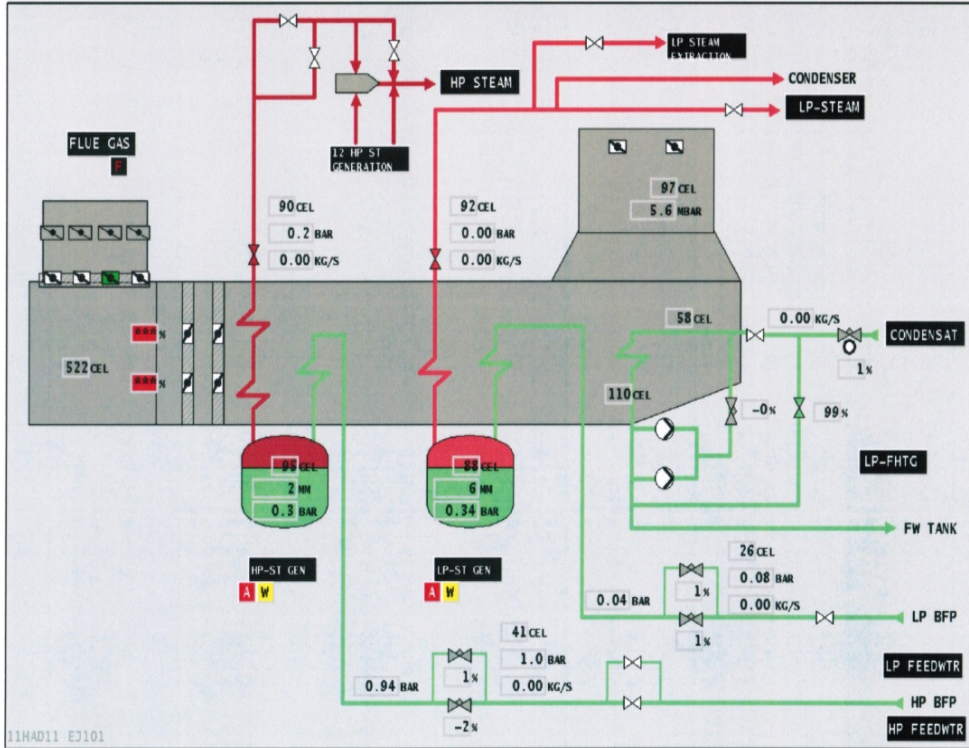 LP STEAM
EXTRACTION
CONDENSER
HP STEAM
LP-STEAM
FLUE GAS
F
12 HP ST
GENERATION
97 CEL
5.6 MBAR
90 CEL
0.2 BAR
0.00 KG/S
92 CEL
0.00 BAR
0.00 KG/S
58 CEL
0.00 KG/S
CONDENSAT
1%
***%
522 CEL
***%
110 CEL
-0%
99%
LP-FHTG
95 CEL
2 MM
0.3 BAR
88 CEL
6 MM
0.34 BAR
FW TANK
HP-ST GEN
A W
LP-ST GEN
A W
26 CEL
0.08 BAR
0.00 KG/S
1%
0.04 BAR
1%
LP BFP
41 CEL
1.0 BAR
0.00 KG/S
1%
0.94 BAR
-2%
LP FEEDWTR
HP BFP
HP FEEDWTR
11HAD11 EJ101